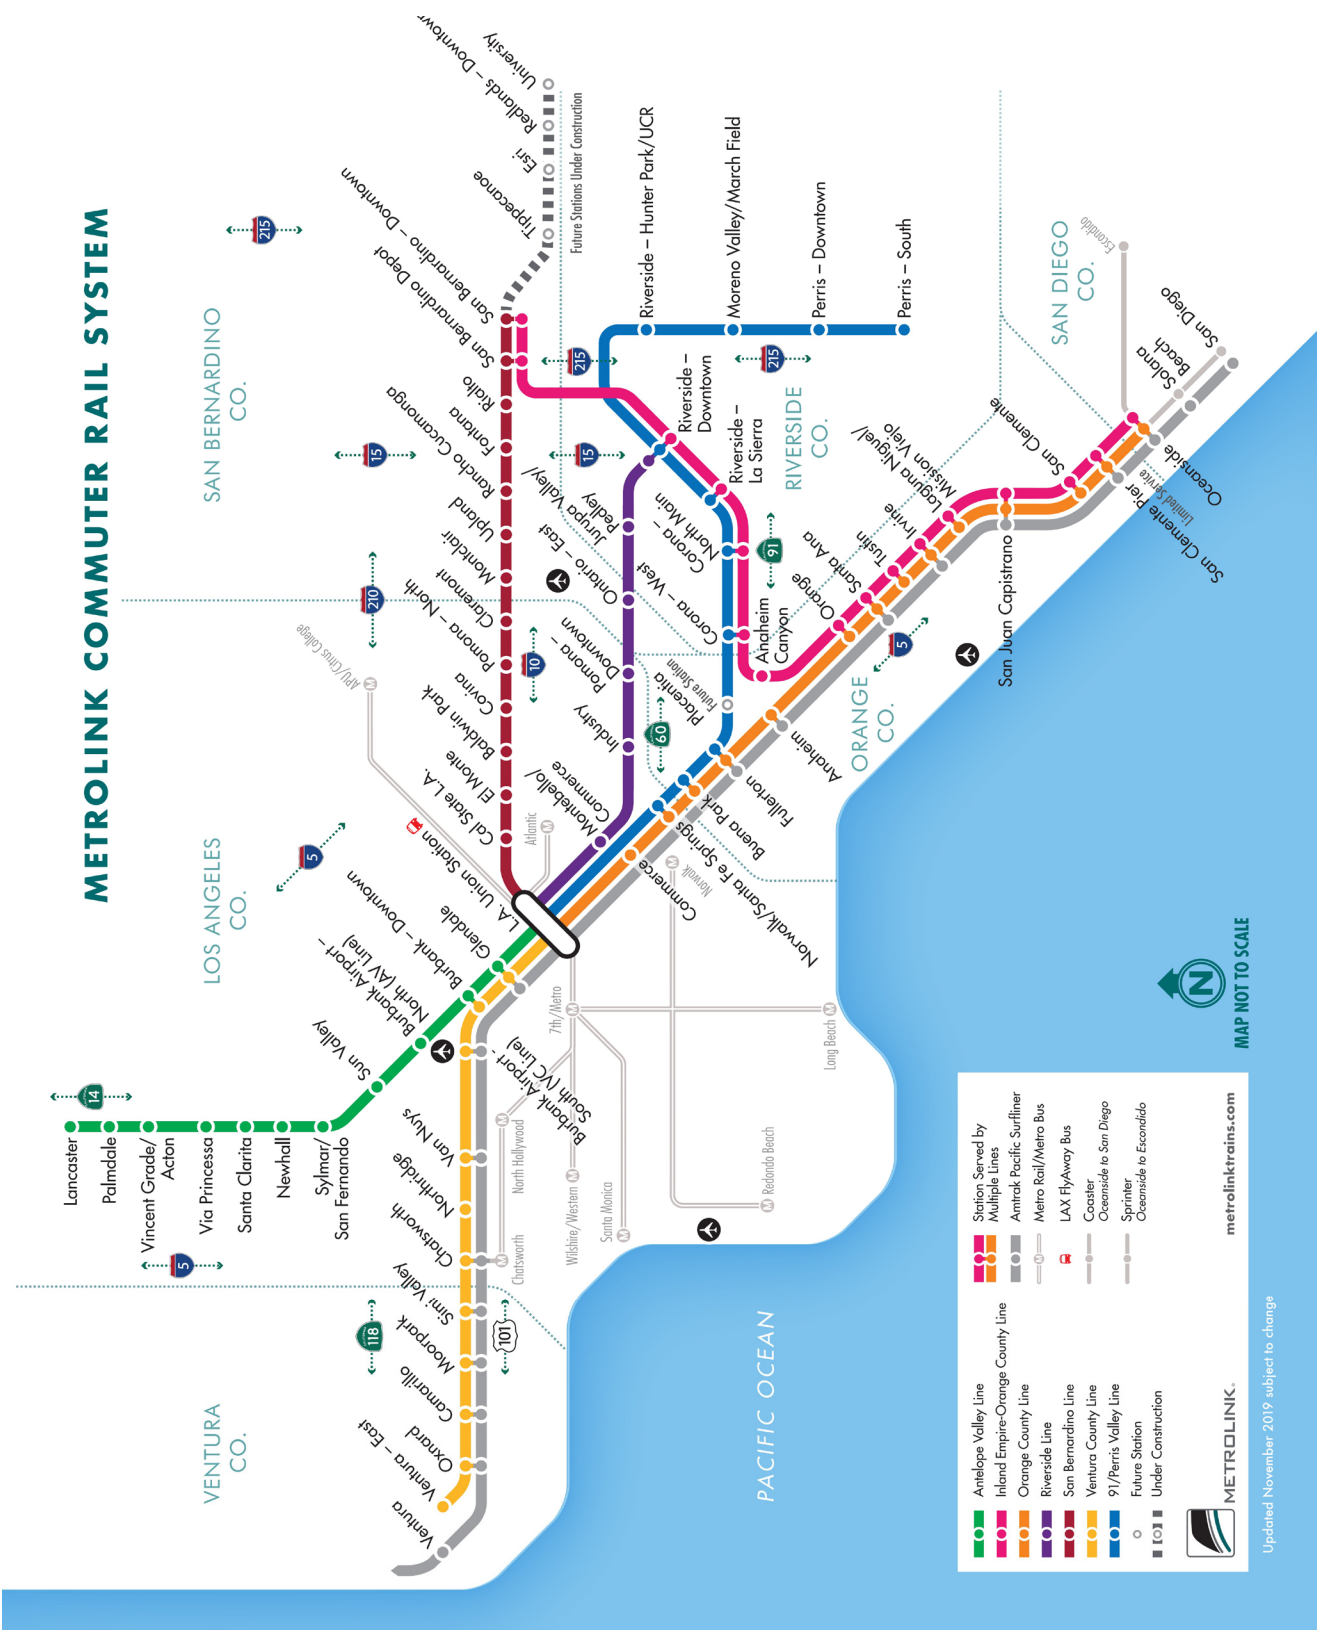 METROLINK COMMUTER RAIL SYSTEM
VENTURA
CO.
LOS ANGELES
CO.
SAN BERNARDINO
CO.
RIVERSIDE
CO.
ORANGE
CO.
SAN DIEGO
CO.
PACIFIC OCEAN
14
5
5
118
101
210
10
60
15
15
215
215
215
91
5
Lancaster
Palmdale
Vincent Grade/
Acton
Via Princessa
Santa Clarita
Newhall
Sylmar/
San Fernando
Sun Valley
Burbank Airport –
North (AV Line)
Burbank – Downtown
Glendale
L.A. Union Station
Ventura
Ventura – East
Oxnard
Camarillo
Moorpark
Simi Valley
Chatsworth
Northridge
Van Nuys
Burbank Airport –
South (VC Line)
Cal State L.A.
El Monte
Baldwin Park
Covina
Pomona – North
Claremont
Montclair
Upland
Rancho Cucamonga
Fontana
Rialto
San Bernardino Depot
San Bernardino – Downtown
Tippecanoe
Esri
Redlands – Downtown
University
Future Stations Under Construction
Montebello/
Commerce
Industry
Pomona –
Downtown
Ontario – East
Jurupa Valley/
Pedley
Riverside –
Downtown
Riverside –
La Sierra
Corona –
North Main
Corona – West
Placentia
Future Station
Riverside – Hunter Park/UCR
Moreno Valley/March Field
Perris – Downtown
Perris – South
Commerce
Norwalk/Santa Fe Springs
Buena Park
Fullerton
Anaheim
Anaheim
Canyon
Orange
Santa Ana
Tustin
Irvine
Laguna Niguel/
Mission Viejo
San Juan Capistrano
San Clemente
San Clemente Pier
Limited Service
Oceanside
Solana
Beach
San Diego
Escondido
APU/Citrus College
Atlantic
7th/Metro
North Hollywood
Chatsworth
Wilshire/Western
Santa Monica
Redondo Beach
Long Beach
Norwalk
M
M
M
M
M
M
M
M
M
M
N
MAP NOT TO SCALE
Antelope Valley Line
Inland Empire-Orange County Line
Orange County Line
Riverside Line
San Bernardino Line
Ventura County Line
91/Perris Valley Line
Future Station
Under Construction
Station Served by
Multiple Lines
Amtrak Pacific Surfliner
M
Metro Rail/Metro Bus
LAX FlyAway Bus
Coaster
Oceanside to San Diego
Sprinter
Oceanside to Escondido
METROLINK.
metrolinktrains.com
Updated November 2019 subject to change